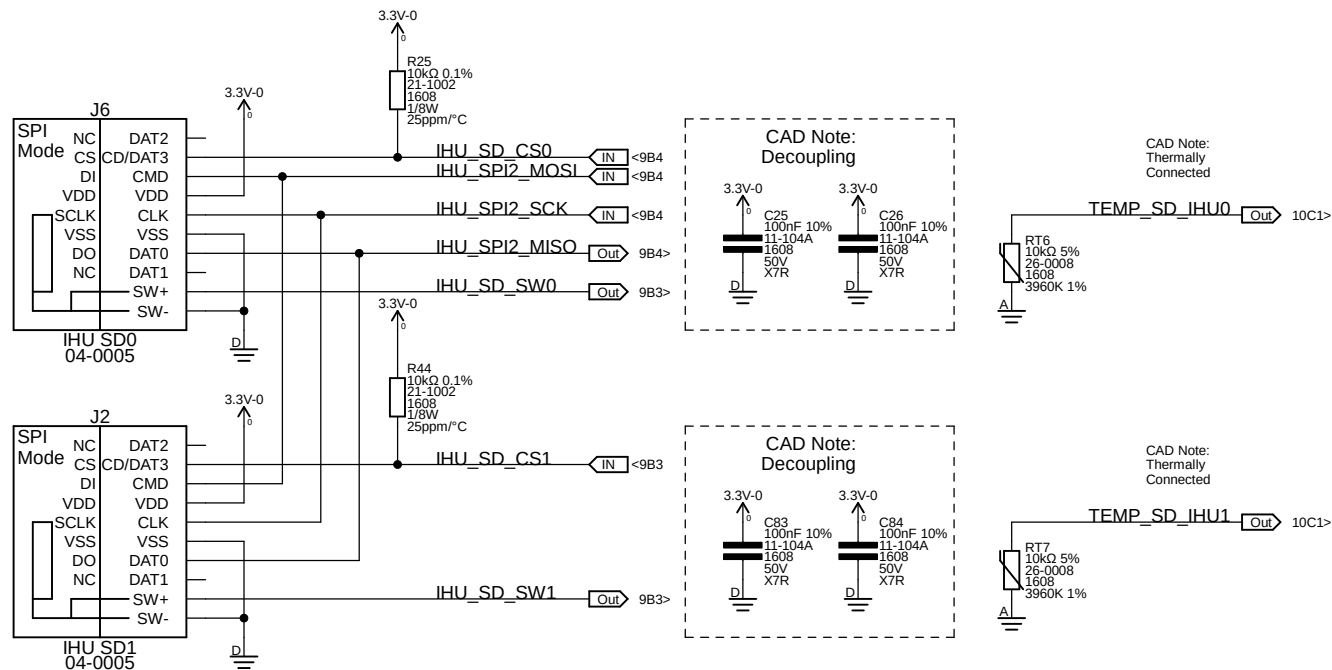 3.3V-0
0
R25
10kΩ 0.1%
21-1002
1608
1/8W
25ppm/°C
3.3V-0
0
J6
SPI
Mode
NC DAT2
CS CD/DAT3
DI CMD
VDD VDD
SCLK CLK
VSS VSS
DO DAT0
NC DAT1
SW+
SW-
IHU SD0
04-0005
D
IHU_SD_CS0 IN <9B4
IHU_SPI2_MOSI IN <9B4
IHU_SPI2_SCK IN <9B4
IHU_SPI2_MISO Out 9B4>
IHU_SD_SW0 Out 9B3>
CAD Note:
Decoupling
3.3V-0
0
C25
100nF 10%
11-104A
1608
50V
X7R
D
3.3V-0
0
C26
100nF 10%
11-104A
1608
50V
X7R
D
CAD Note:
Thermally
Connected
TEMP_SD_IHU0 Out 10C1>
RT6
10kΩ 5%
26-0008
1608
3960K 1%
A
3.3V-0
0
R44
10kΩ 0.1%
21-1002
1608
1/8W
25ppm/°C
3.3V-0
0
J2
SPI
Mode
NC DAT2
CS CD/DAT3
DI CMD
VDD VDD
SCLK CLK
VSS VSS
DO DAT0
NC DAT1
SW+
SW-
IHU SD1
04-0005
D
IHU_SD_CS1 IN <9B3
IHU_SD_SW1 Out 9B3>
CAD Note:
Decoupling
3.3V-0
0
C83
100nF 10%
11-104A
1608
50V
X7R
D
3.3V-0
0
C84
100nF 10%
11-104A
1608
50V
X7R
D
CAD Note:
Thermally
Connected
TEMP_SD_IHU1 Out 10C1>
RT7
10kΩ 5%
26-0008
1608
3960K 1%
A